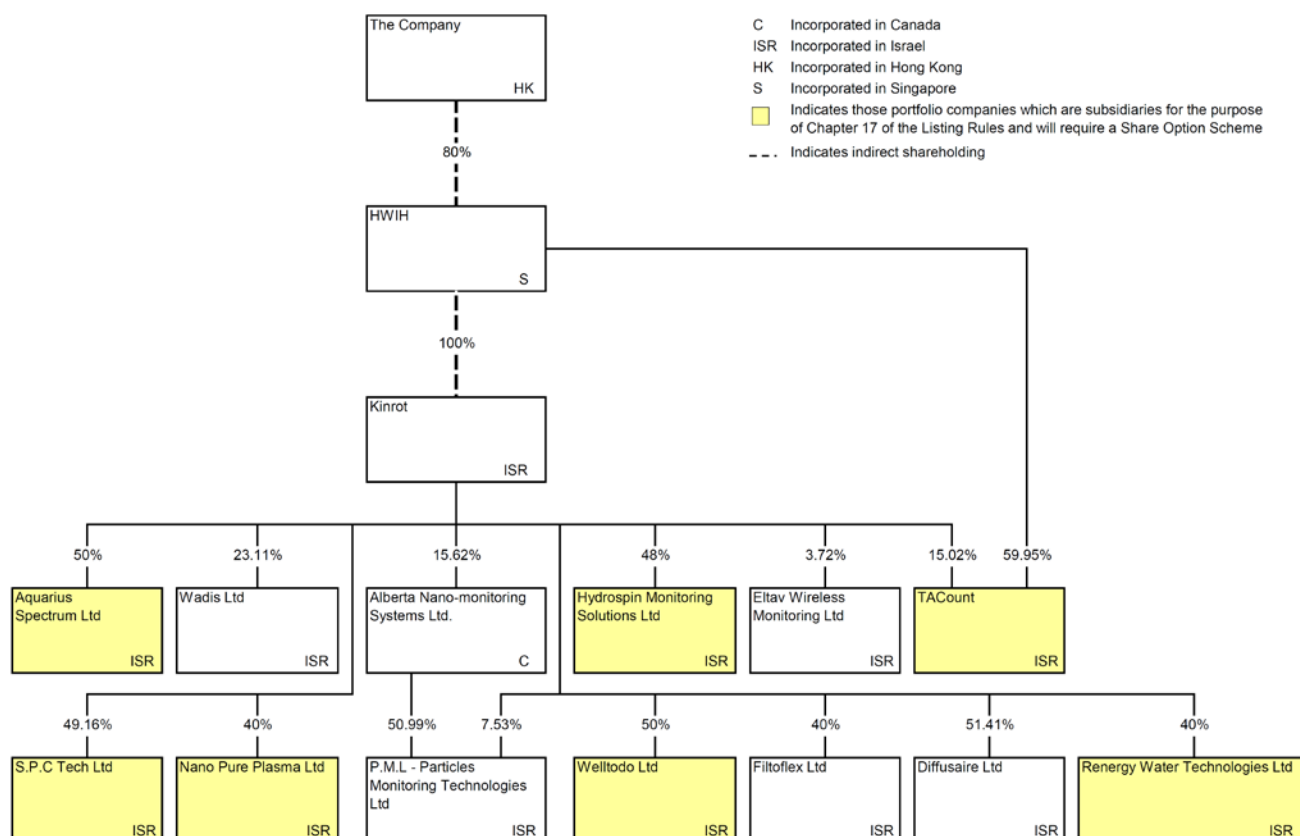 The Company
HK
C Incorporated in Canada
ISR Incorporated in Israel
HK Incorporated in Hong Kong
S Incorporated in Singapore
Indicates those portfolio companies which are subsidiaries for the purpose
of Chapter 17 of the Listing Rules and will require a Share Option Scheme
Indicates indirect shareholding
80%
HWIH
S
100%
Kinrot
ISR
50%
23.11%
15.62%
48%
3.72%
15.02%
59.95%
Aquarius
Spectrum Ltd
ISR
Wadis Ltd
ISR
Alberta Nano-monitoring
Systems Ltd.
C
Hydrospin Monitoring
Solutions Ltd
ISR
Eltav Wireless
Monitoring Ltd
ISR
TACount
ISR
49.16%
40%
50.99%
7.53%
50%
40%
51.41%
40%
S.P.C Tech Ltd
ISR
Nano Pure Plasma Ltd
ISR
P.M.L - Particles
Monitoring Technologies
Ltd
ISR
Welltodo Ltd
ISR
Filtoflex Ltd
ISR
Diffusaire Ltd
ISR
Renergy Water Technologies Ltd
ISR